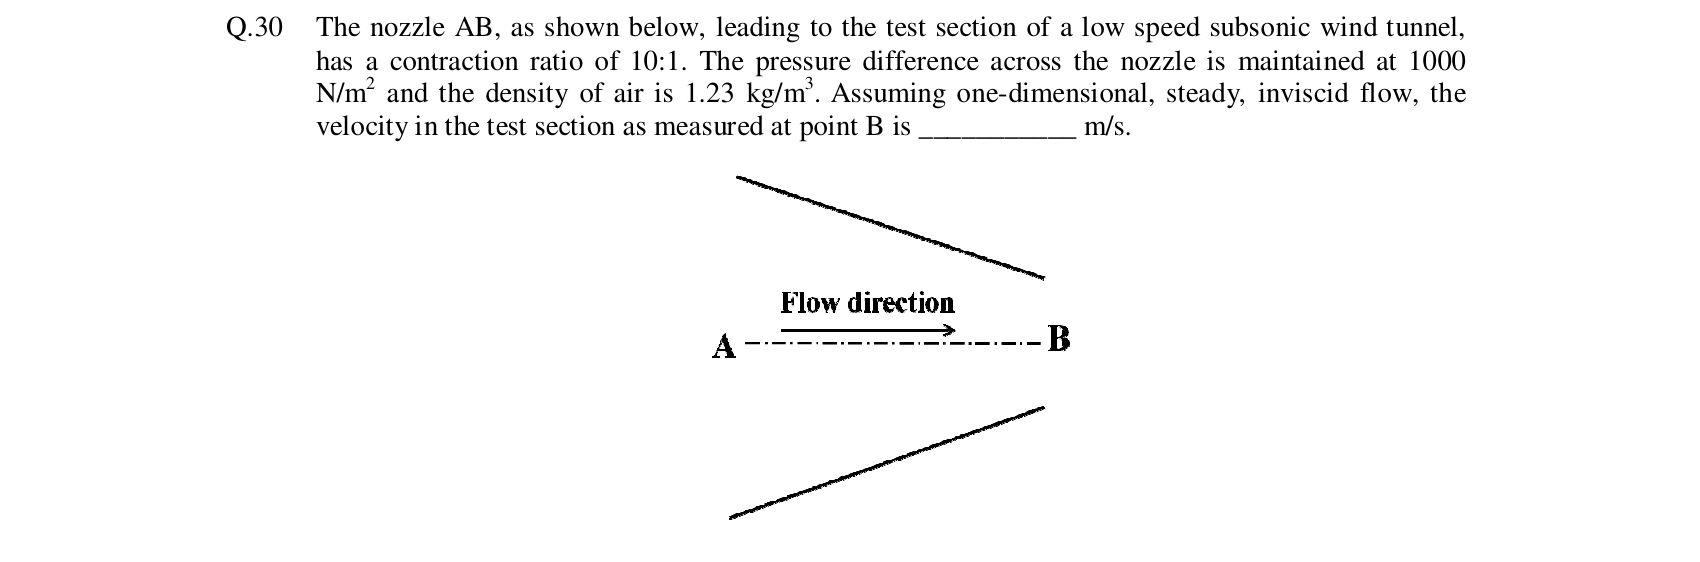 Q.30 The nozzle AB, as shown below, leading to the test section of a low speed subsonic wind tunnel,
has a contraction ratio of 10:1. The pressure difference across the nozzle is maintained at 1000
N/m² and the density of air is 1.23 kg/m³. Assuming one-dimensional, steady, inviscid flow, the
velocity in the test section as measured at point B is ___________ m/s.
Flow direction
A B